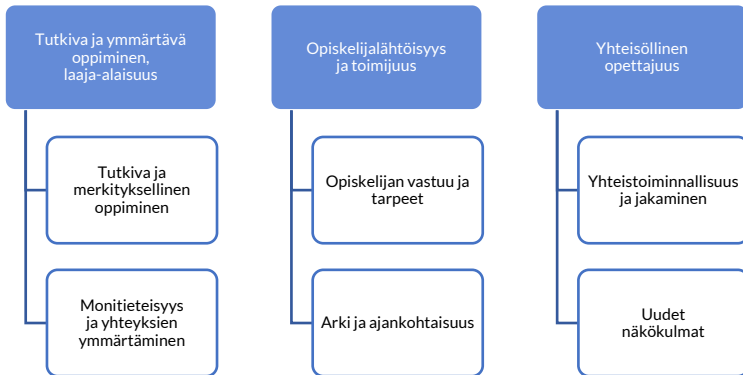 Tutkiva ja ymmärtävä
oppiminen,
laaja-alaisuus
Tutkiva ja
merkityksellinen
oppiminen
Monitieteisyys
ja yhteyksien
ymmärtäminen
Opiskelijalähtöisyys
ja toimijuus
Opiskelijan vastuu ja
tarpeet
Arki ja ajankohtaisuus
Yhteisöllinen
opettajuus
Yhteistoiminnallisuus
ja jakaminen
Uudet
näkökulmat